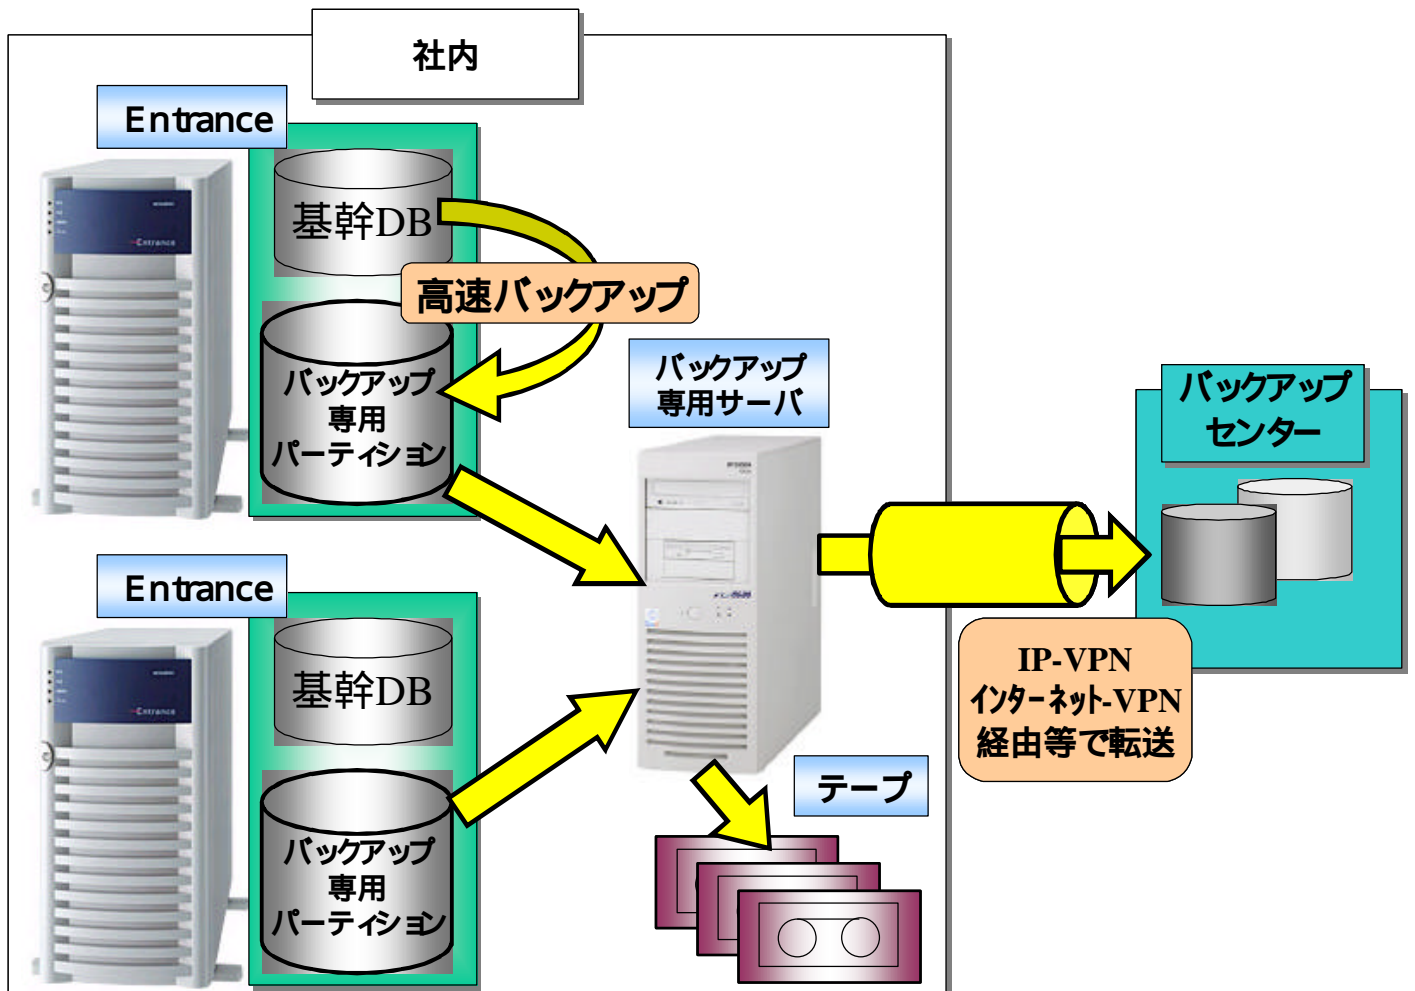 社内
Entrance
Entrance
基幹DB
高速バックアップ
バックアップ
専用
パーティション
バックアップ
専用サーバ
バックアップ
センター
IP-VPN
インターネット-VPN
経由等で転送
Entrance
Entrance
基幹DB
バックアップ
専用
パーティション
テープ